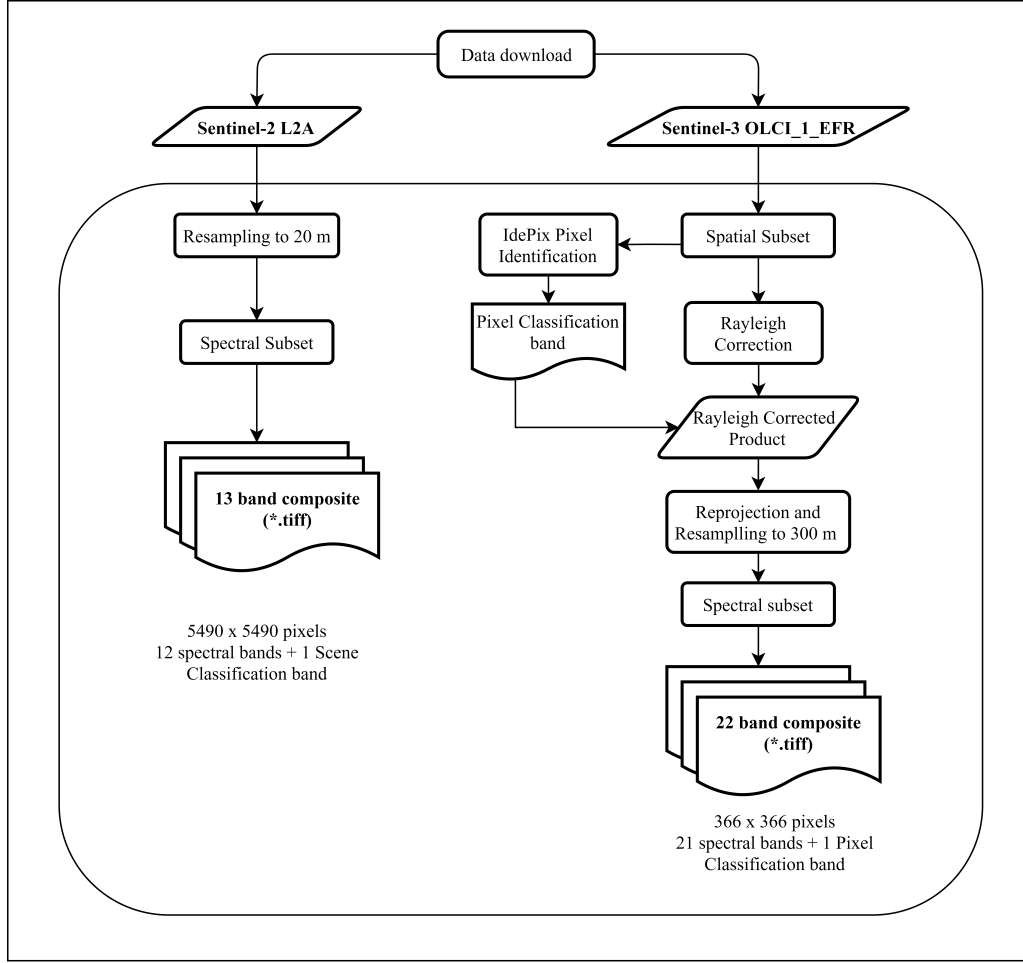 Data download
Sentinel-2 L2A
Sentinel-3 OLCI_1_EFR
Resampling to 20 m
Spectral Subset
13 band composite
(*.tiff)
5490 x 5490 pixels
12 spectral bands + 1 Scene
Classification band
IdePix Pixel
Identification
Spatial Subset
Pixel Classification
band
Rayleigh
Correction
Rayleigh Corrected
Product
Reprojection and
Resamplling to 300 m
Spectral subset
22 band composite
(*.tiff)
366 x 366 pixels
21 spectral bands + 1 Pixel
Classification band